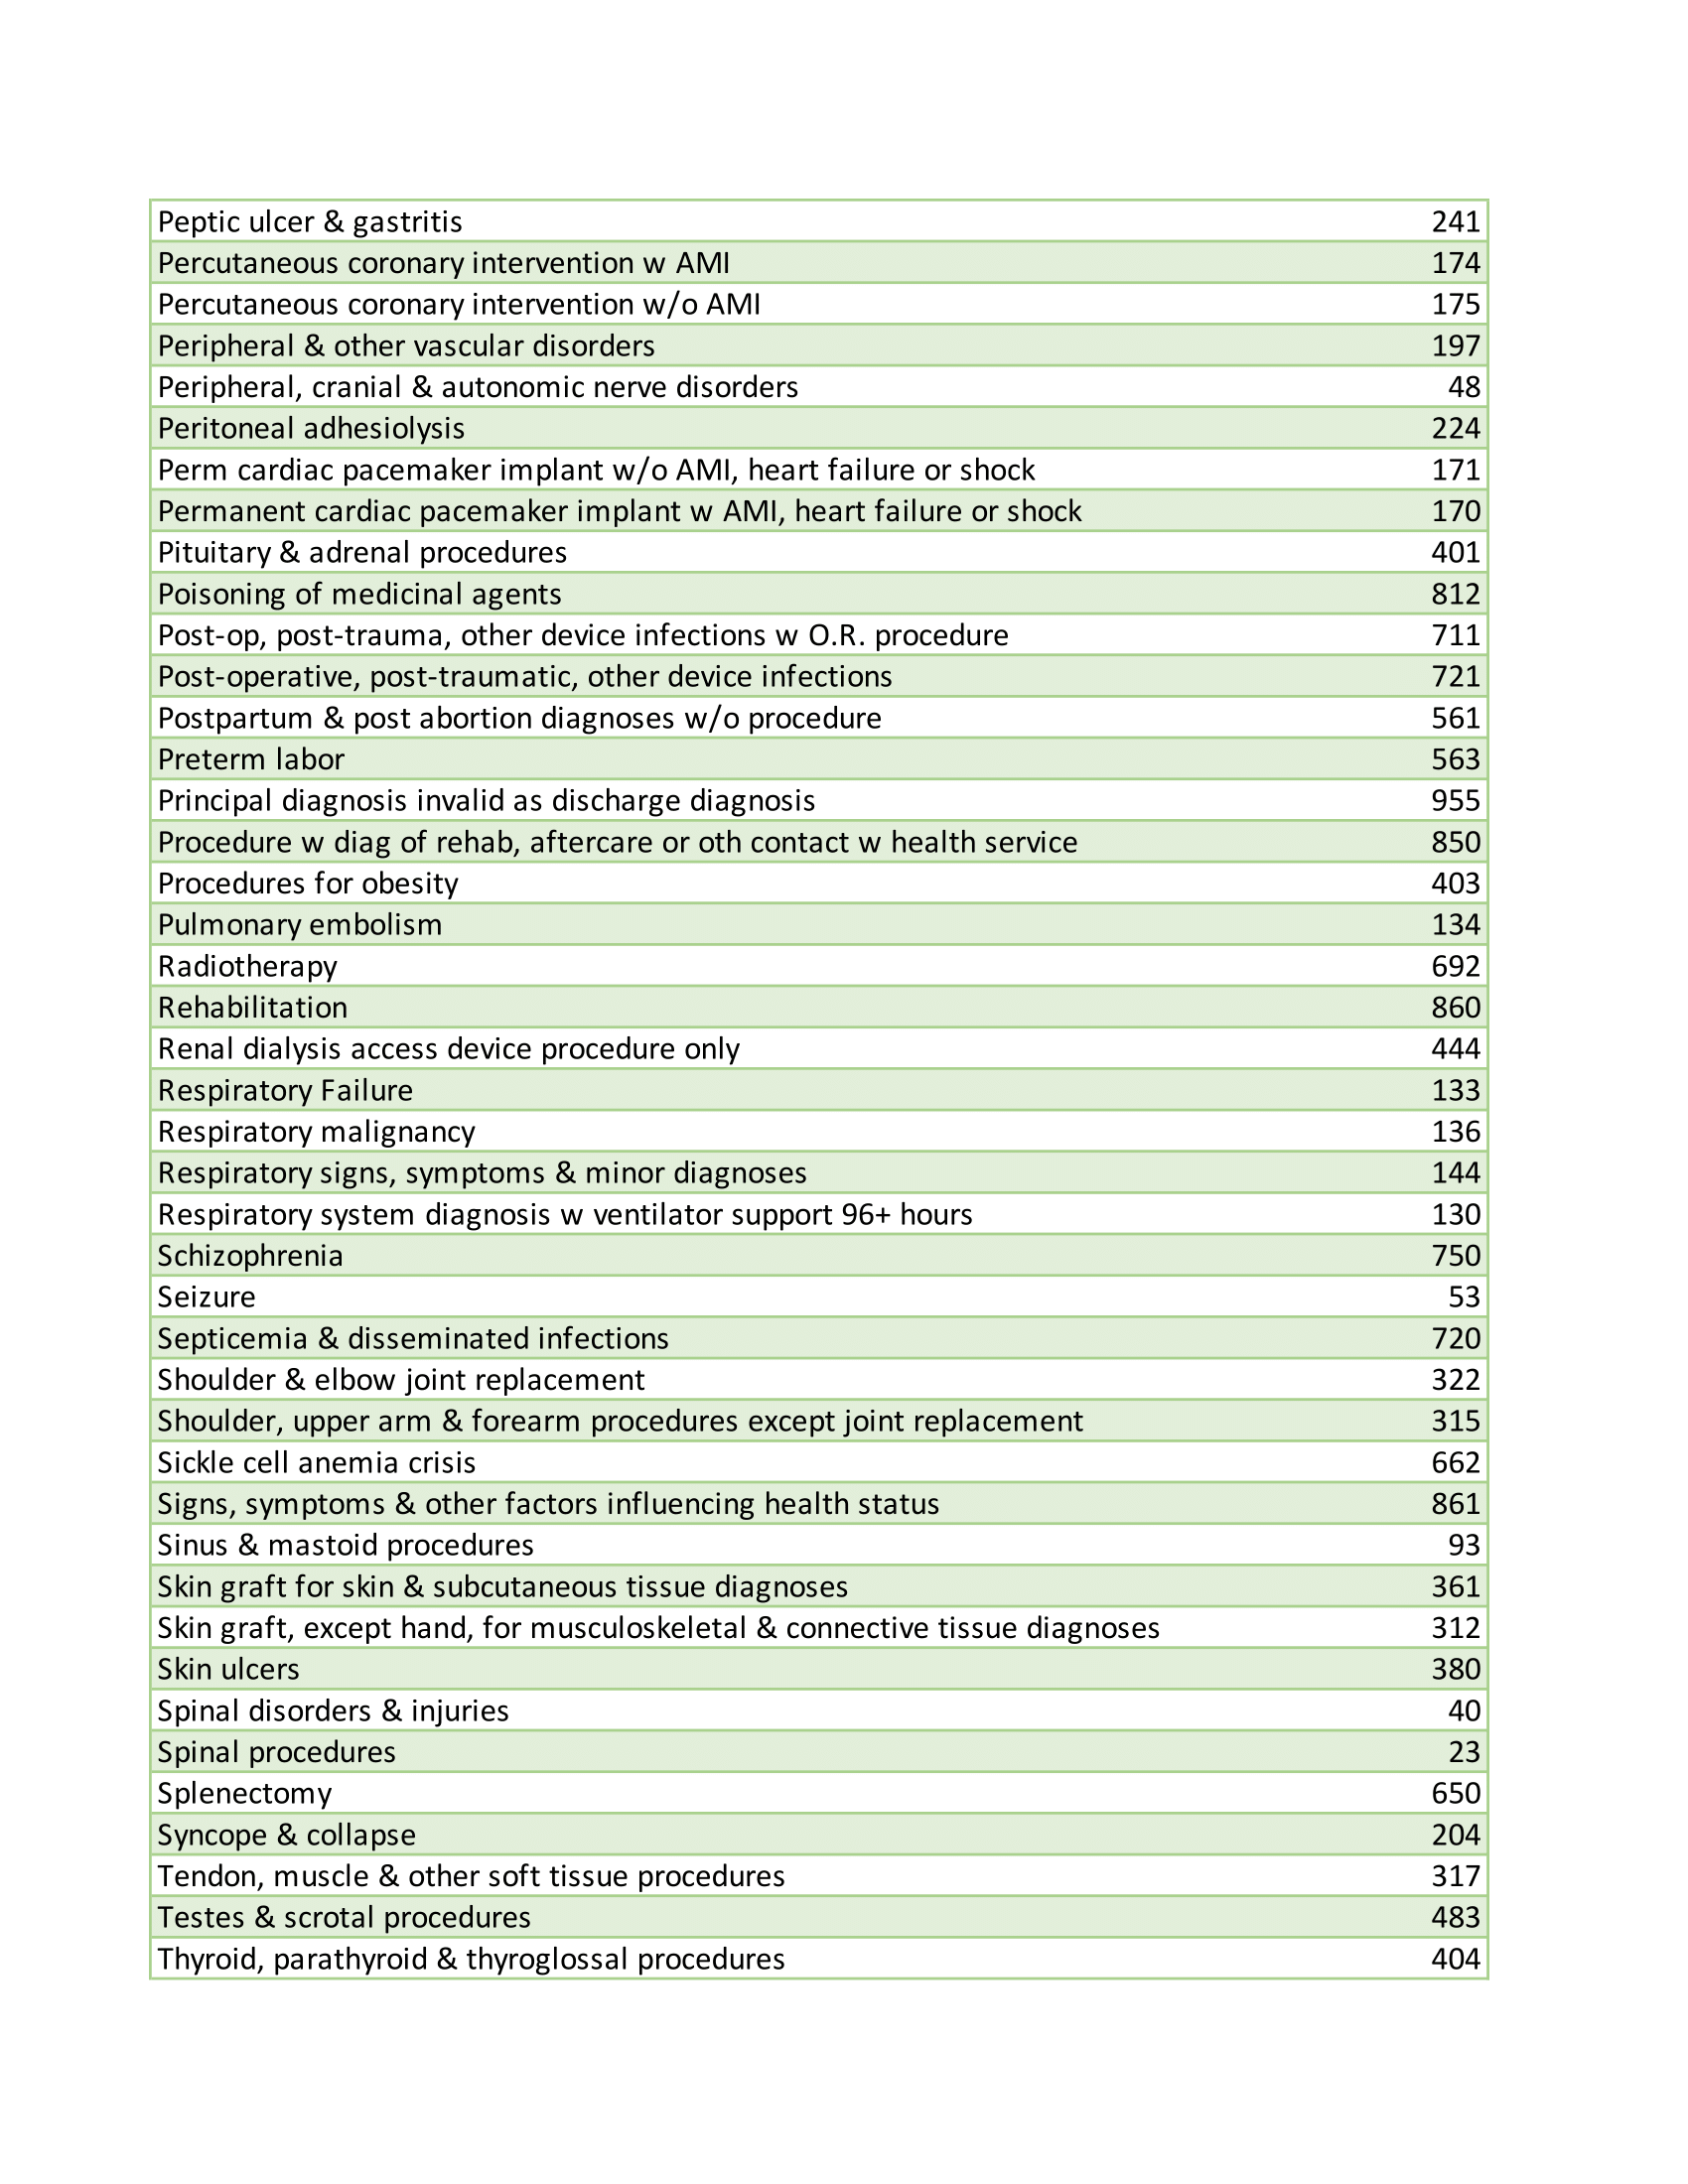 Peptic ulcer & gastritis 241
Percutaneous coronary intervention w AMI 174
Percutaneous coronary intervention w/o AMI 175
Peripheral & other vascular disorders 197
Peripheral, cranial & autonomic nerve disorders 48
Peritoneal adhesiolysis 224
Perm cardiac pacemaker implant w/o AMI, heart failure or shock 171
Permanent cardiac pacemaker implant w AMI, heart failure or shock 170
Pituitary & adrenal procedures 401
Poisoning of medicinal agents 812
Post-op, post-trauma, other device infections w O.R. procedure 711
Post-operative, post-traumatic, other device infections 721
Postpartum & post abortion diagnoses w/o procedure 561
Preterm labor 563
Principal diagnosis invalid as discharge diagnosis 955
Procedure w diag of rehab, aftercare or oth contact w health service 850
Procedures for obesity 403
Pulmonary embolism 134
Radiotherapy 692
Rehabilitation 860
Renal dialysis access device procedure only 444
Respiratory Failure 133
Respiratory malignancy 136
Respiratory signs, symptoms & minor diagnoses 144
Respiratory system diagnosis w ventilator support 96+ hours 130
Schizophrenia 750
Seizure 53
Septicemia & disseminated infections 720
Shoulder & elbow joint replacement 322
Shoulder, upper arm & forearm procedures except joint replacement 315
Sickle cell anemia crisis 662
Signs, symptoms & other factors influencing health status 861
Sinus & mastoid procedures 93
Skin graft for skin & subcutaneous tissue diagnoses 361
Skin graft, except hand, for musculoskeletal & connective tissue diagnoses 312
Skin ulcers 380
Spinal disorders & injuries 40
Spinal procedures 23
Splenectomy 650
Syncope & collapse 204
Tendon, muscle & other soft tissue procedures 317
Testes & scrotal procedures 483
Thyroid, parathyroid & thyroglossal procedures 404